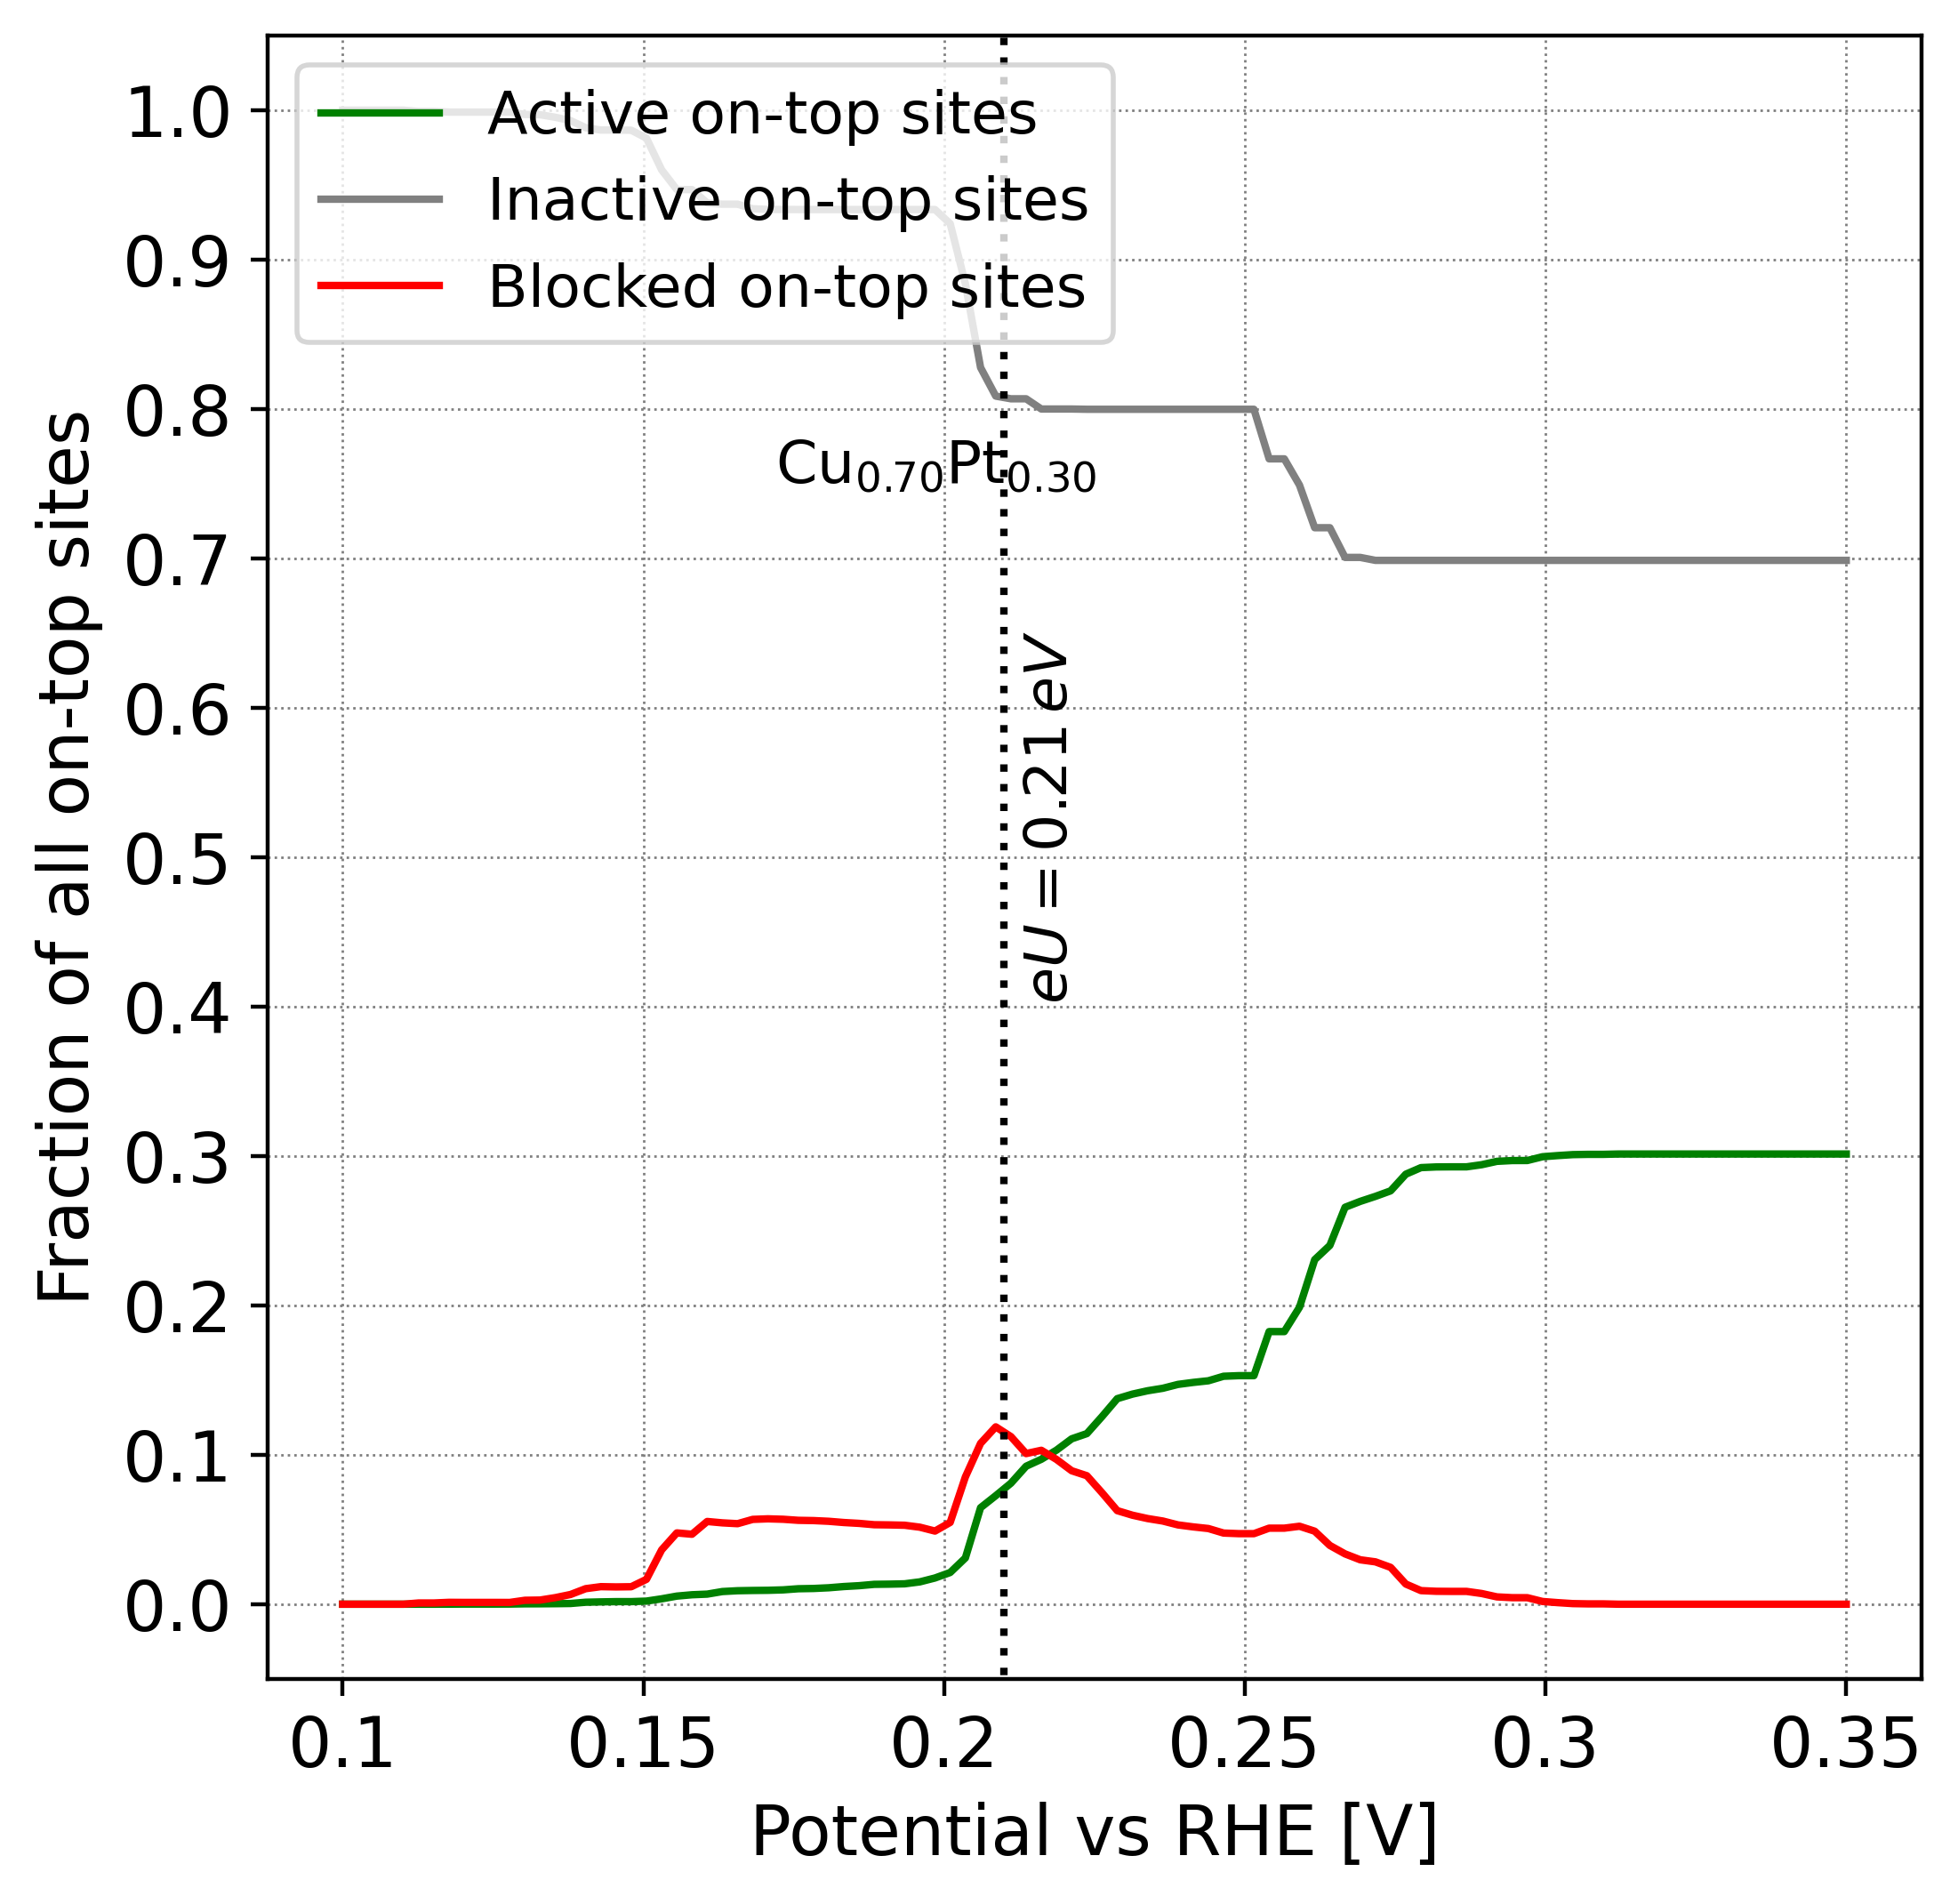 Fraction of all on-top sites
1.0
0.9
0.8
0.7
0.6
0.5
0.4
0.3
0.2
0.1
0.0
Active on-top sites
Inactive on-top sites
Blocked on-top sites
Cu₀.₇₀Pt₀.₃₀
eU = 0.21 eV
0.1 0.15 0.2 0.25 0.3 0.35
Potential vs RHE [V]